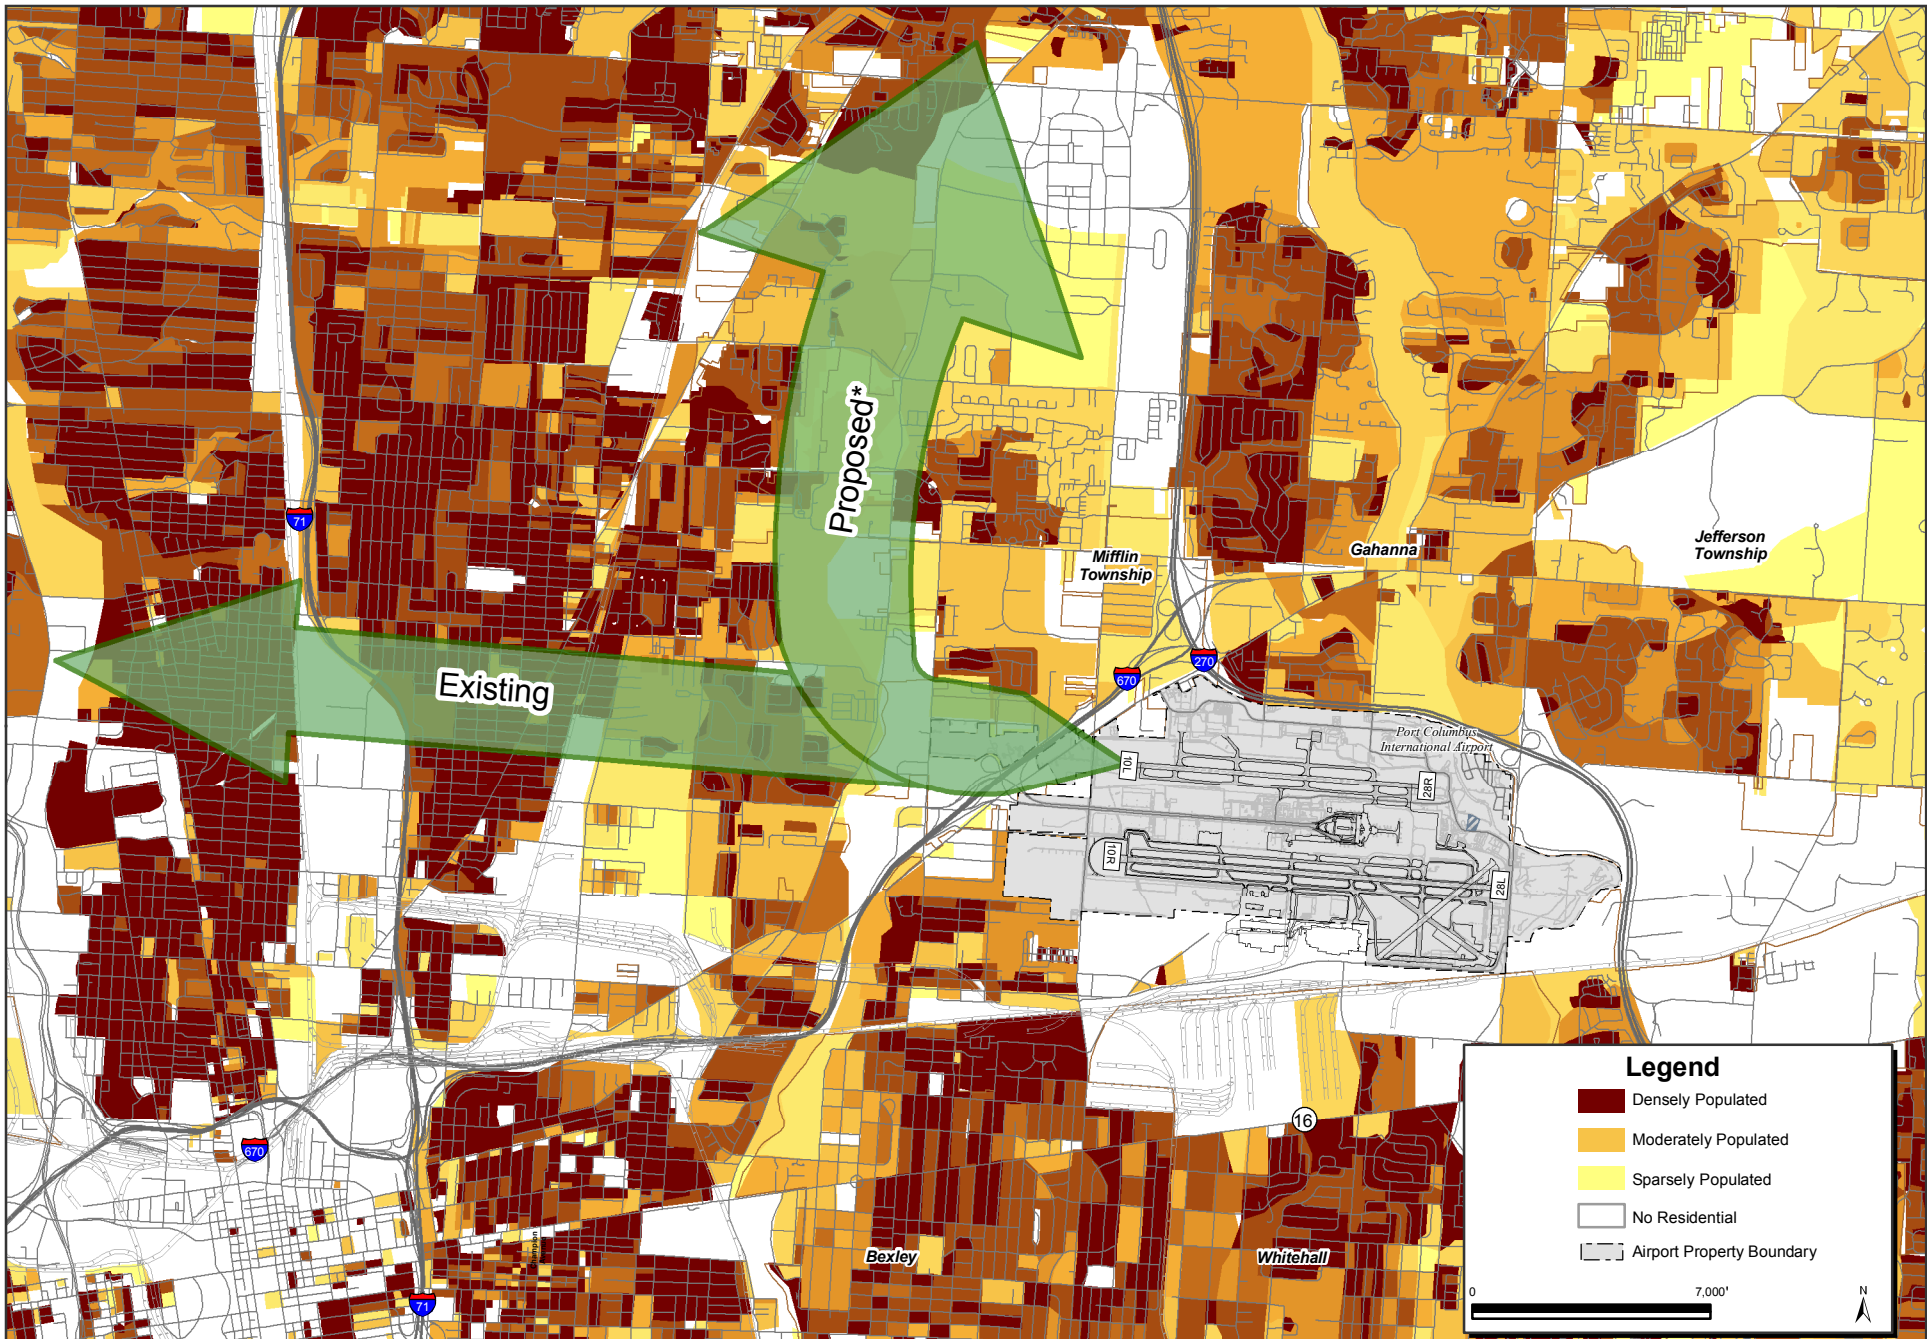 Proposed*
71
Mifflin
Township
Gahanna
Jefferson
Township
Existing
670
270
Port Columbus
International Airport
10L
28R
10R
28L
16
670
Champion
Bexley
Whitehall
71
Legend
Densely Populated
Moderately Populated
Sparsely Populated
No Residential
Airport Property Boundary
0
7,000'
N